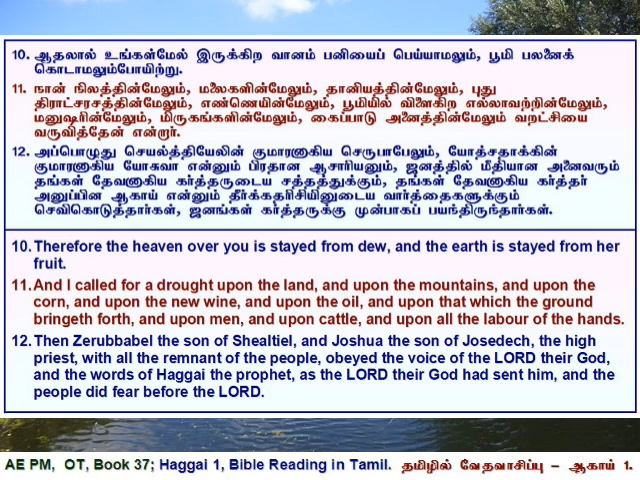 10. ஆதலால் உங்கள்மேல் இருக்கிற வானம் பனியைப் பெய்யாமலும், பூமி பலனைக்
கொடாமலும்போயிற்று.
11. நான் நிலத்தின்மேலும், மலைகளின்மேலும், தானியத்தின்மேலும், புது
திராட்சரசத்தின்மேலும், எண்ணெயின்மேலும், பூமியில் விளைகிற எல்லாவற்றின்மேலும்,
மனுஷரின்மேலும், மிருகங்களின்மேலும், கைப்பாடு அனைத்தின்மேலும் வறட்சியை
வருவித்தேன் என்றார்.
12. அப்பொழுது செயல்த்தியேலின் குமாரனாகிய செருபாபேலும், யோத்சதாக்கின்
குமாரனாகிய யோசுவா என்னும் பிரதான ஆசாரியனும், ஜனத்தில் மீதியான அனைவரும்
தங்கள் தேவனாகிய கர்த்தருடைய சத்தத்துக்கும், தங்கள் தேவனாகிய கர்த்தர்
அனுப்பின ஆகாய் என்னும் தீர்க்கதரிசியினுடைய வார்த்தைகளுக்கும்
செவிகொடுத்தார்கள், ஜனங்கள் கர்த்தருக்கு முன்பாகப் பயந்திருந்தார்கள்.
10. Therefore the heaven over you is stayed from dew, and the earth is stayed from her
fruit.
11. And I called for a drought upon the land, and upon the mountains, and upon the
corn, and upon the new wine, and upon the oil, and upon that which the ground
bringeth forth, and upon men, and upon cattle, and upon all the labour of the hands.
12. Then Zerubbabel the son of Shealtiel, and Joshua the son of Josedech, the high
priest, with all the remnant of the people, obeyed the voice of the LORD their God,
and the words of Haggai the prophet, as the LORD their God had sent him, and the
people did fear before the LORD.
AE PM, OT, Book 37; Haggai 1, Bible Reading in Tamil. தமிழில் வேதவாசிப்பு – ஆகாய் 1.